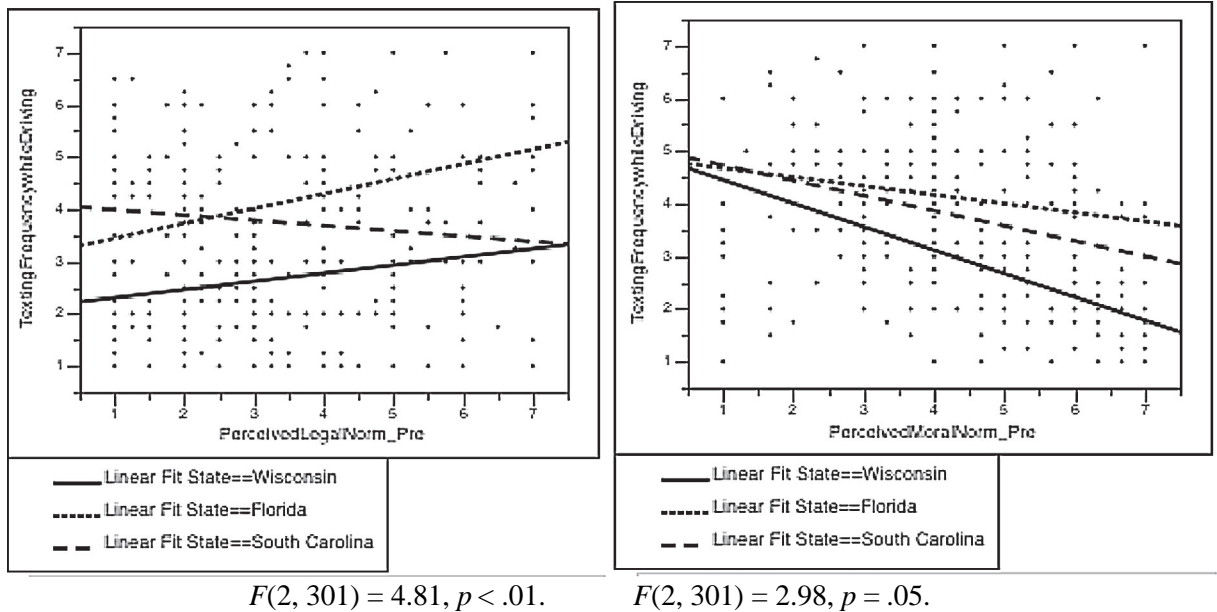 TextingFrequencywhileDriving
7
6
5
4
3
2
1
1 2 3 4 5 6 7
PerceivedLegalNorm_Pre
Linear Fit State==Wisconsin
Linear Fit State==Florida
Linear Fit State==South Carolina
F(2, 301) = 4.81, p < .01.
TextingFrequencywhileDriving
7
6
5
4
3
2
1
1 2 3 4 5 6 7
PerceivedMoralNorm_Pre
Linear Fit State==Wisconsin
Linear Fit State==Florida
Linear Fit State==South Carolina
F(2, 301) = 2.98, p = .05.